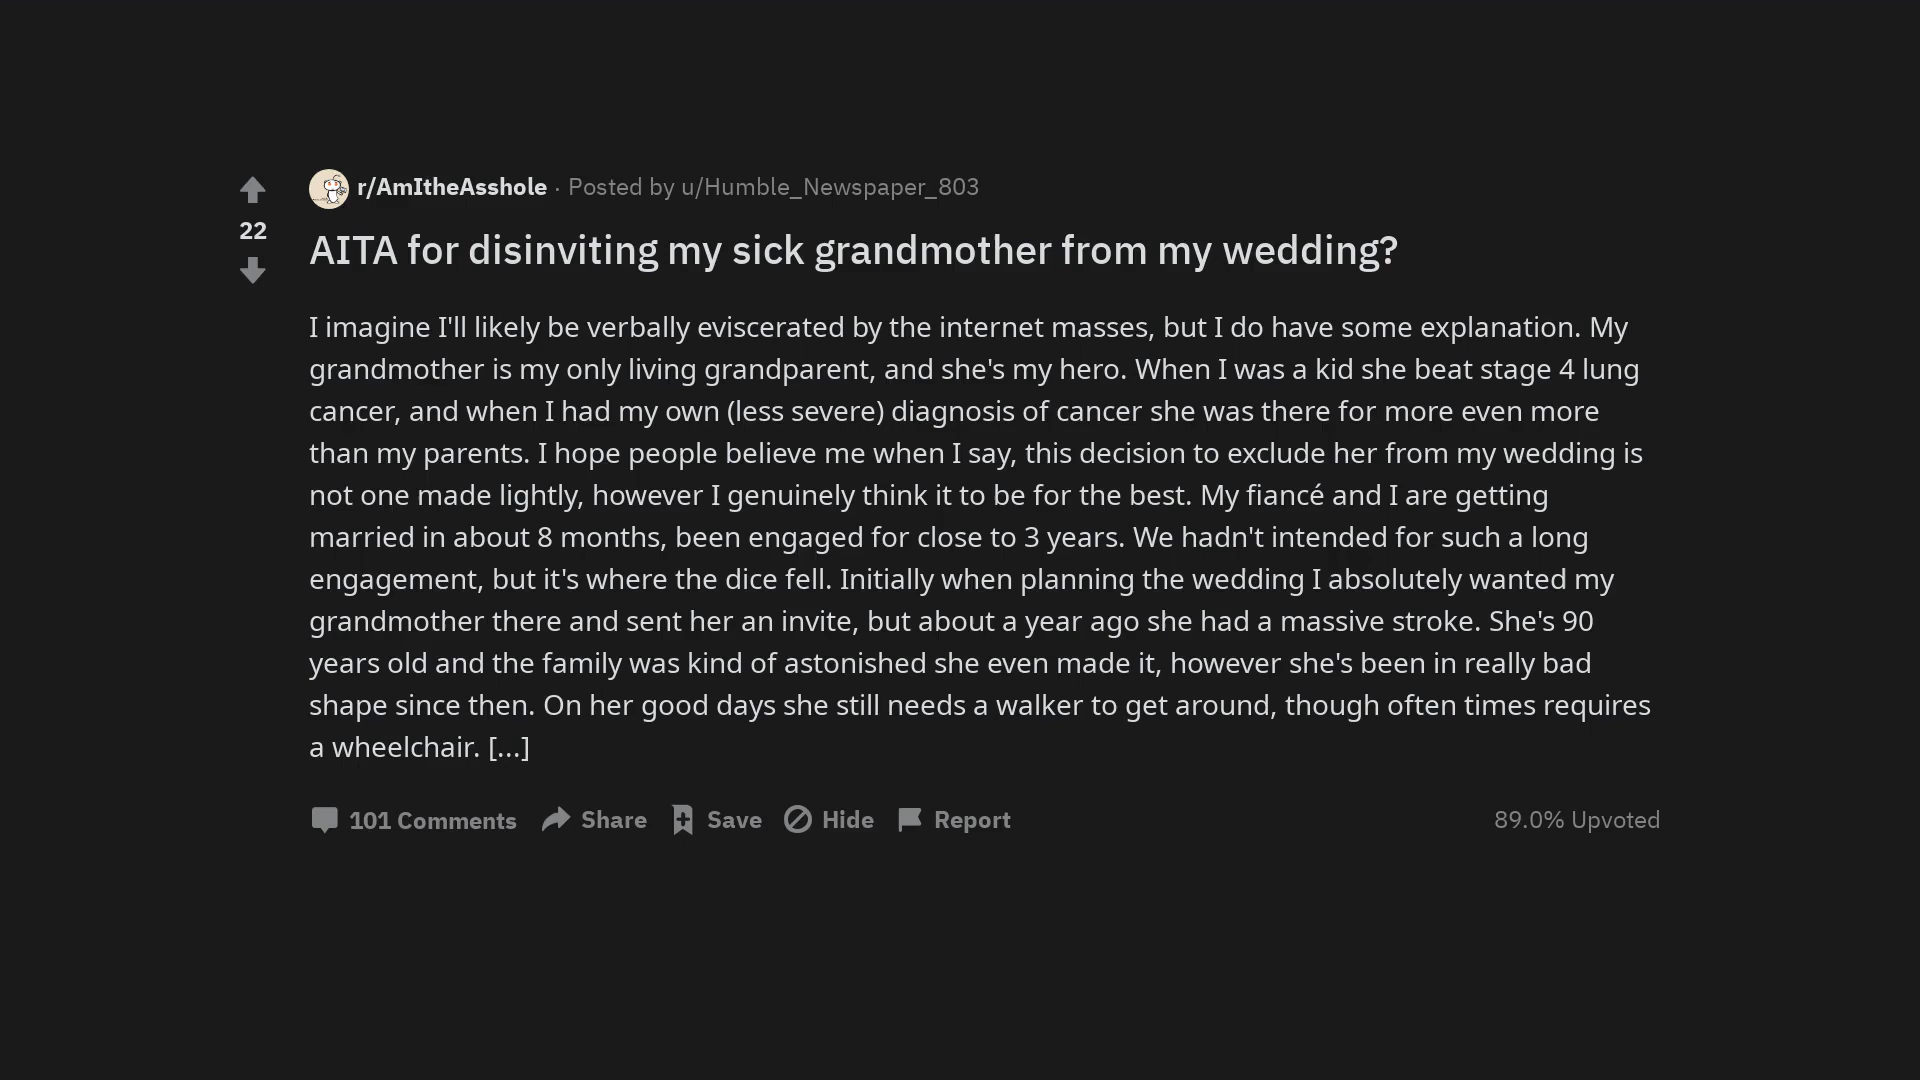 r/AmItheAsshole · Posted by u/Humble_Newspaper_803
22
AITA for disinviting my sick grandmother from my wedding?
I imagine I'll likely be verbally eviscerated by the internet masses, but I do have some explanation. My
grandmother is my only living grandparent, and she's my hero. When I was a kid she beat stage 4 lung
cancer, and when I had my own (less severe) diagnosis of cancer she was there for more even more
than my parents. I hope people believe me when I say, this decision to exclude her from my wedding is
not one made lightly, however I genuinely think it to be for the best. My fiancé and I are getting
married in about 8 months, been engaged for close to 3 years. We hadn't intended for such a long
engagement, but it's where the dice fell. Initially when planning the wedding I absolutely wanted my
grandmother there and sent her an invite, but about a year ago she had a massive stroke. She's 90
years old and the family was kind of astonished she even made it, however she's been in really bad
shape since then. On her good days she still needs a walker to get around, though often times requires
a wheelchair. [...]
101 Comments Share Save Hide Report 89.0% Upvoted